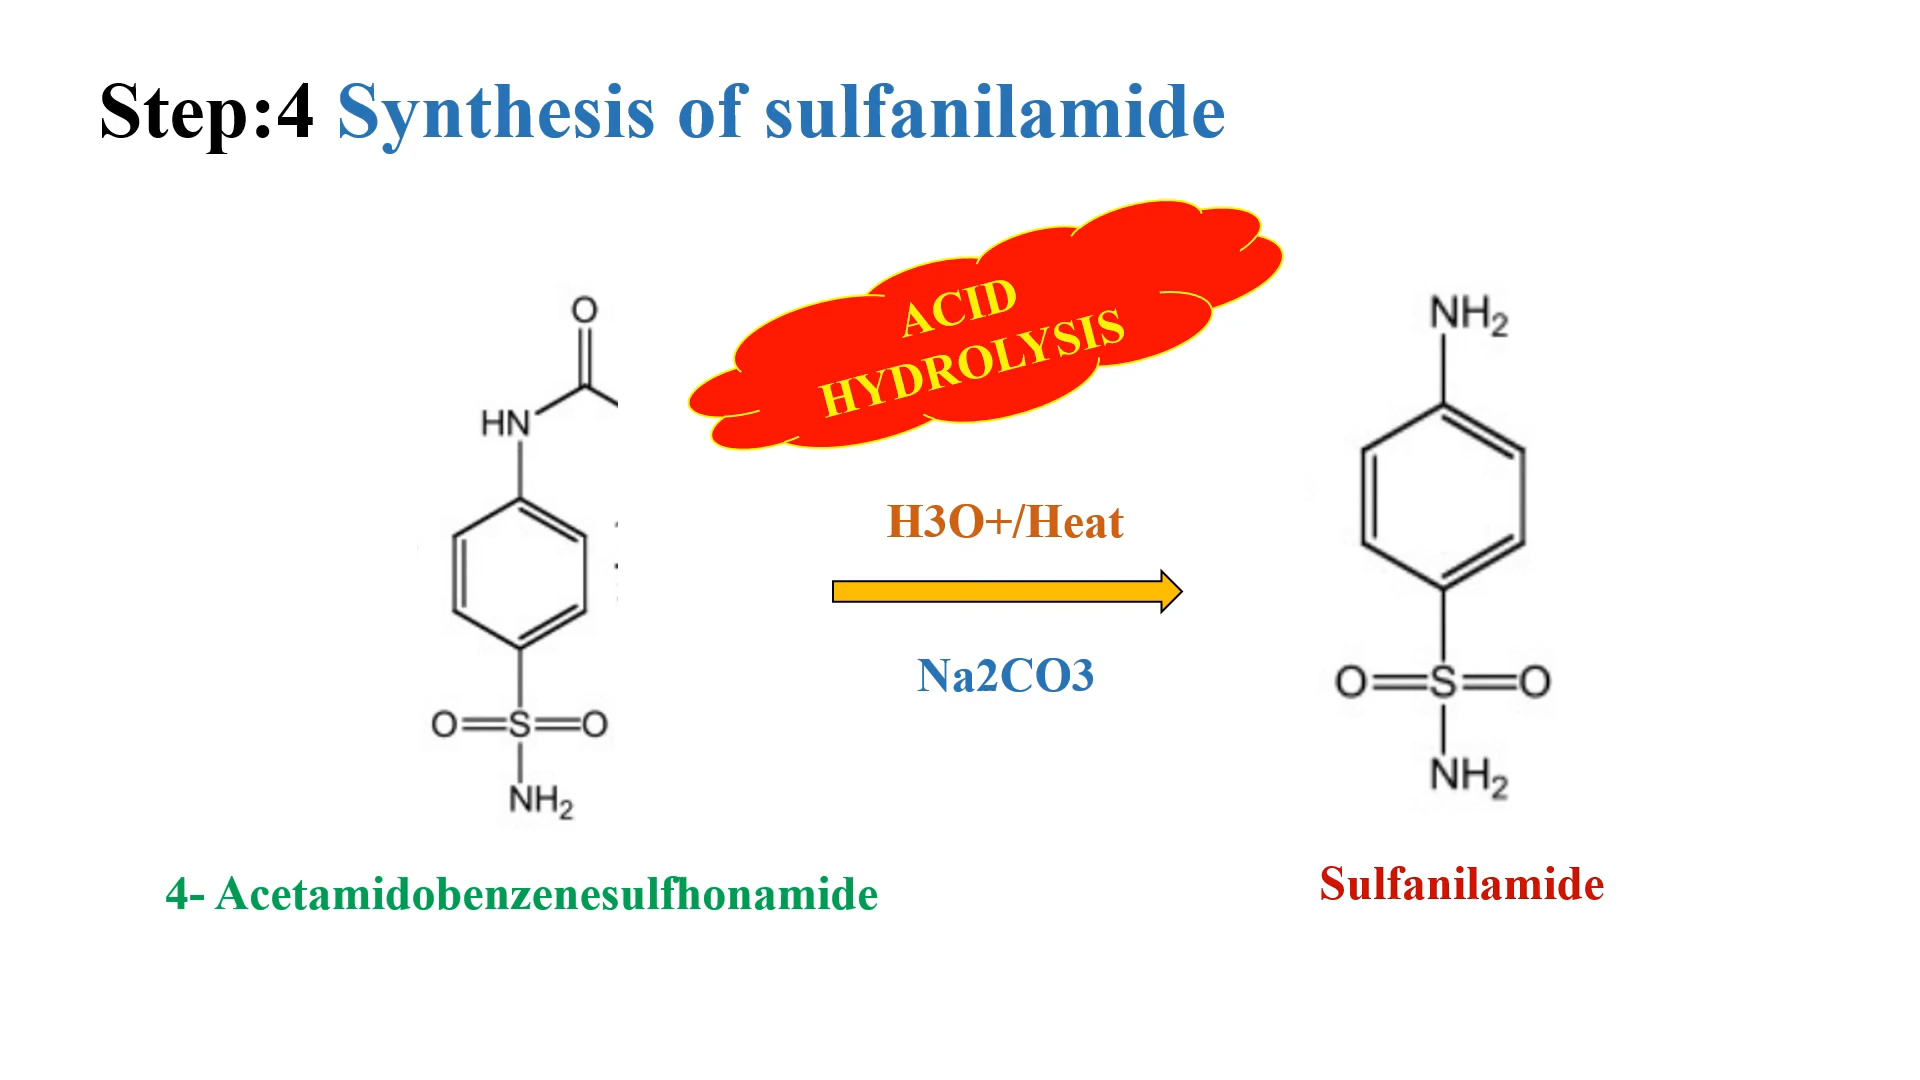 Step:4 Synthesis of sulfanilamide
ACID
HYDROLYSIS
O
HN
O=S=O
NH2
H3O+/Heat
Na2CO3
NH2
O=S=O
NH2
4- Acetamidobenzenesulfhonamide
Sulfanilamide